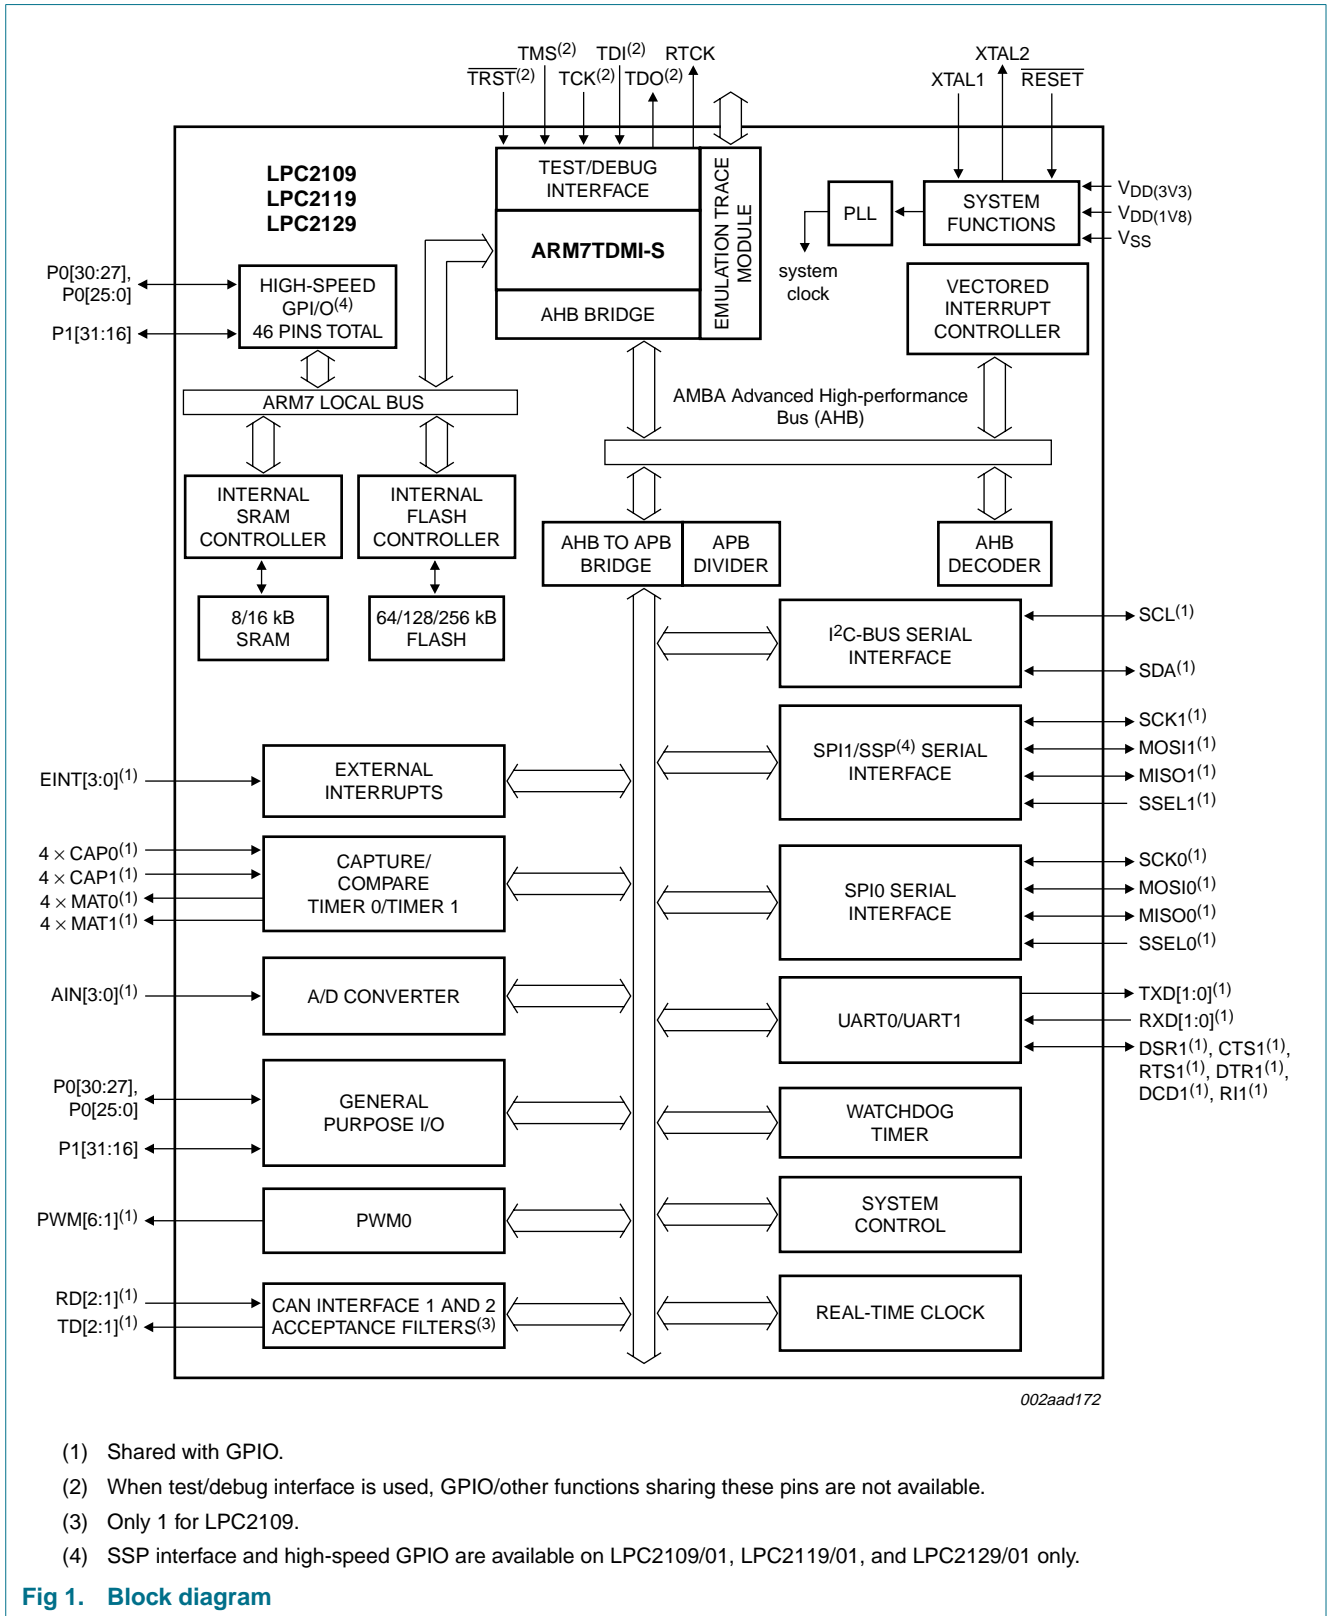 TMS(2) TDI(2) RTCK
TRST(2) TCK(2) TDO(2)
XTAL2
XTAL1 RESET
LPC2109
LPC2119
LPC2129
TEST/DEBUG
INTERFACE
ARM7TDMI-S
AHB BRIDGE
EMULATION TRACE
MODULE
PLL
system
clock
SYSTEM
FUNCTIONS
VDD(3V3)
VDD(1V8)
VSS
P0[30:27],
P0[25:0]
P1[31:16]
HIGH-SPEED
GPI/O(4)
46 PINS TOTAL
VECTORED
INTERRUPT
CONTROLLER
ARM7 LOCAL BUS
AMBA Advanced High-performance
Bus (AHB)
INTERNAL
SRAM
CONTROLLER
INTERNAL
FLASH
CONTROLLER
AHB TO APB
BRIDGE
APB
DIVIDER
AHB
DECODER
8/16 kB
SRAM
64/128/256 kB
FLASH
I2C-BUS SERIAL
INTERFACE
SCL(1)
SDA(1)
SPI1/SSP(4) SERIAL
INTERFACE
SCK1(1)
MOSI1(1)
MISO1(1)
SSEL1(1)
EINT[3:0](1)
EXTERNAL
INTERRUPTS
4 × CAP0(1)
4 × CAP1(1)
4 × MAT0(1)
4 × MAT1(1)
CAPTURE/
COMPARE
TIMER 0/TIMER 1
SPI0 SERIAL
INTERFACE
SCK0(1)
MOSI0(1)
MISO0(1)
SSEL0(1)
AIN[3:0](1)
A/D CONVERTER
UART0/UART1
TXD[1:0](1)
RXD[1:0](1)
DSR1(1), CTS1(1),
RTS1(1), DTR1(1),
DCD1(1), RI1(1)
P0[30:27],
P0[25:0]
P1[31:16]
GENERAL
PURPOSE I/O
WATCHDOG
TIMER
PWM[6:1](1)
PWM0
SYSTEM
CONTROL
RD[2:1](1)
TD[2:1](1)
CAN INTERFACE 1 AND 2
ACCEPTANCE FILTERS(3)
REAL-TIME CLOCK
002aad172
(1) Shared with GPIO.
(2) When test/debug interface is used, GPIO/other functions sharing these pins are not available.
(3) Only 1 for LPC2109.
(4) SSP interface and high-speed GPIO are available on LPC2109/01, LPC2119/01, and LPC2129/01 only.
Fig 1. Block diagram